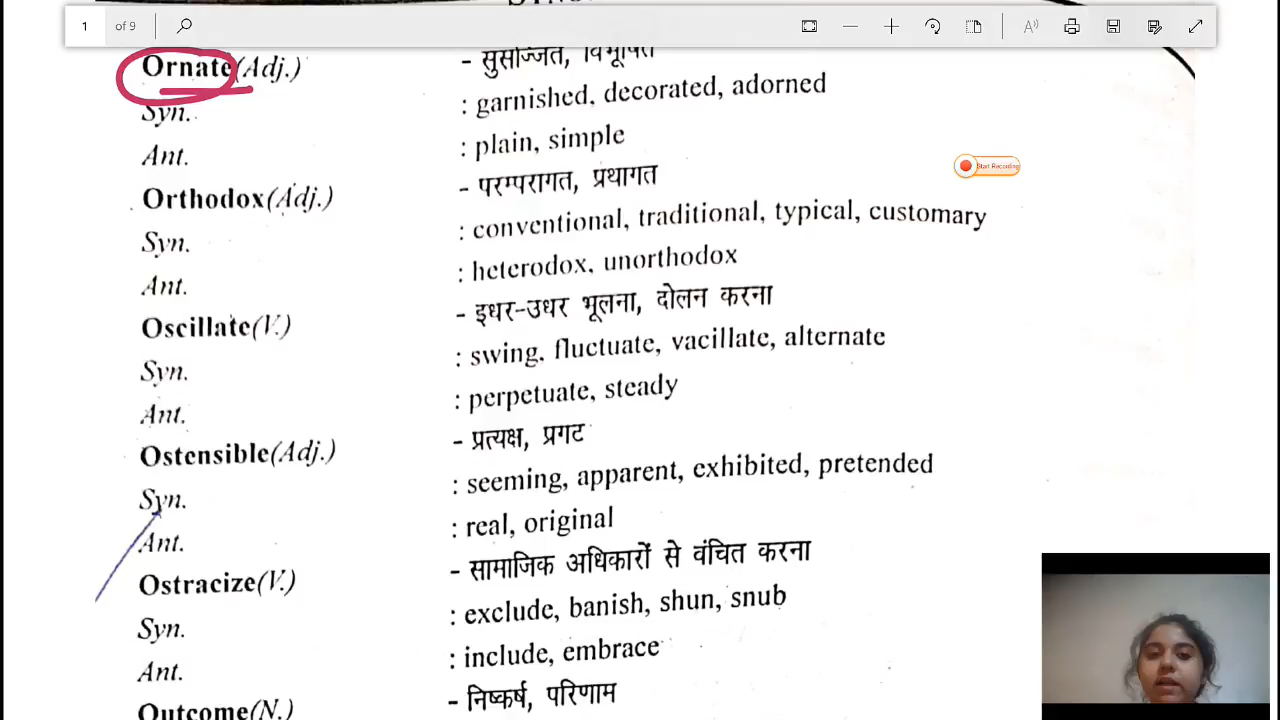 1 of 9
Ornate (Adj.) - सुसज्जित, विभूषित
Syn. : garnished, decorated, adorned
Ant. : plain, simple
Orthodox (Adj.) - परम्परागत, प्रथागत
Syn. : conventional, traditional, typical, customary
Ant. : heterodox, unorthodox
Oscillate (V.) - इधर-उधर भूलना, दोलन करना
Syn. : swing, fluctuate, vacillate, alternate
Ant. : perpetuate, steady
Ostensible (Adj.) - प्रत्यक्ष, प्रगट
Syn. : seeming, apparent, exhibited, pretended
Ant. : real, original
Ostracize (V.) - सामाजिक अधिकारों से वंचित करना
Syn. : exclude, banish, shun, snub
Ant. : include, embrace
Outcome (N.) - निष्कर्ष, परिणाम
Start Recording